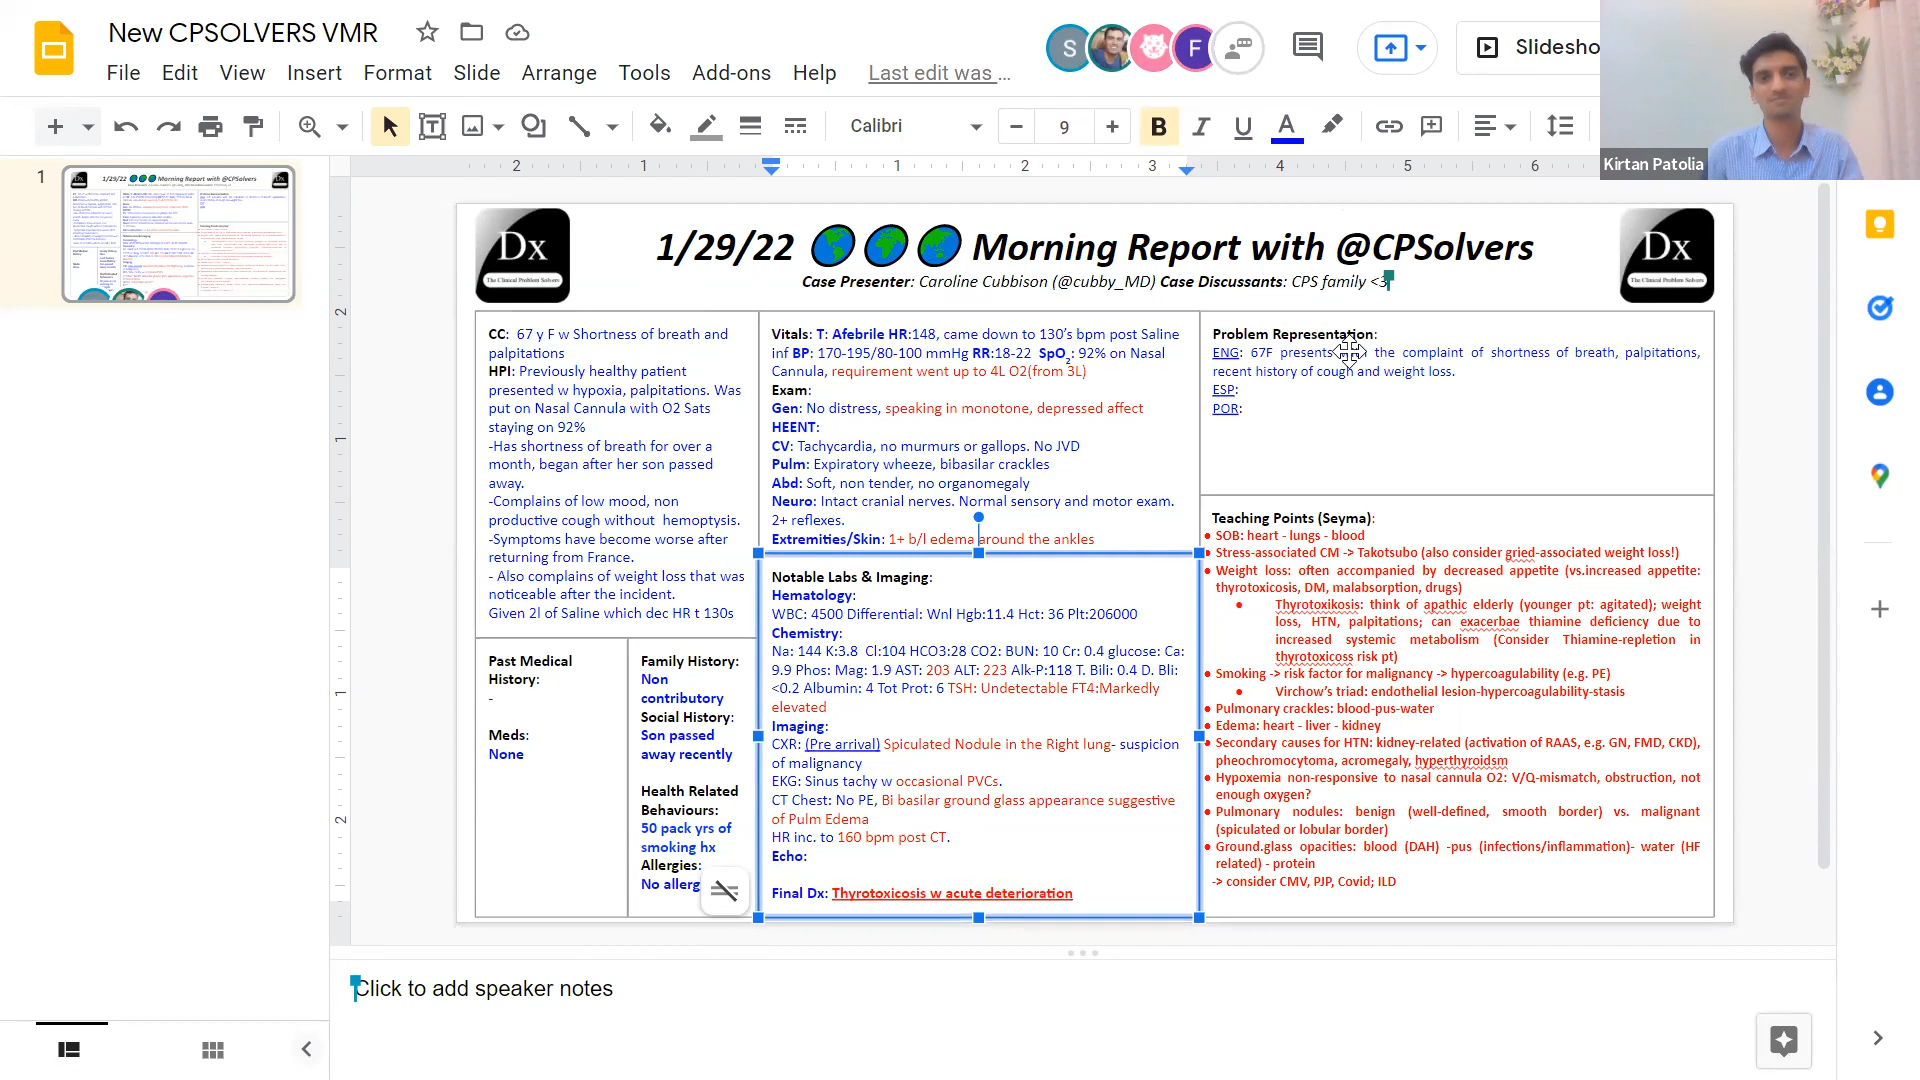 New CPSOLVERS VMR
File Edit View Insert Format Slide Arrange Tools Add-ons Help Last edit was ...
S
F
Slidesho
Calibri
9
Kirtan Patolia
2 1 1 2 3 4 5 6
1
1/29/22 Morning Report with @CPSolvers
Case Presenter: Caroline Cubbison (@cubby_MD) Case Discussants: CPS family <3
Dx
The Clinical Problem Solvers
Dx
The Clinical Problem Solvers
CC: 67 y F w Shortness of breath and
palpitations
HPI: Previously healthy patient
presented w hypoxia, palpitations. Was
put on Nasal Cannula with O2 Sats
staying on 92%
-Has shortness of breath for over a
month, began after her son passed
away.
-Complains of low mood, non
productive cough without hemoptysis.
-Symptoms have become worse after
returning from France.
- Also complains of weight loss that was
noticeable after the incident.
Given 2l of Saline which dec HR t 130s
Past Medical
History:
-
Meds:
None
Family History:
Non
contributory
Social History:
Son passed
away recently
Health Related
Behaviours:
50 pack yrs of
smoking hx
Allergies:
No allerg
Vitals: T: Afebrile HR:148, came down to 130's bpm post Saline
inf BP: 170-195/80-100 mmHg RR:18-22 SpO2: 92% on Nasal
Cannula, requirement went up to 4L O2(from 3L)
Exam:
Gen: No distress, speaking in monotone, depressed affect
HEENT:
CV: Tachycardia, no murmurs or gallops. No JVD
Pulm: Expiratory wheeze, bibasilar crackles
Abd: Soft, non tender, no organomegaly
Neuro: Intact cranial nerves. Normal sensory and motor exam.
2+ reflexes.
Extremities/Skin: 1+ b/l edema around the ankles
Notable Labs & Imaging:
Hematology:
WBC: 4500 Differential: Wnl Hgb:11.4 Hct: 36 Plt:206000
Chemistry:
Na: 144 K:3.8 Cl:104 HCO3:28 CO2: BUN: 10 Cr: 0.4 glucose: Ca:
9.9 Phos: Mag: 1.9 AST: 203 ALT: 223 Alk-P:118 T. Bili: 0.4 D. Bli:
<0.2 Albumin: 4 Tot Prot: 6 TSH: Undetectable FT4:Markedly
elevated
Imaging:
CXR: (Pre arrival) Spiculated Nodule in the Right lung- suspicion
of malignancy
EKG: Sinus tachy w occasional PVCs.
CT Chest: No PE, Bi basilar ground glass appearance suggestive
of Pulm Edema
HR inc. to 160 bpm post CT.
Echo:
Final Dx: Thyrotoxicosis w acute deterioration
Problem Representation:
ENG: 67F presents the complaint of shortness of breath, palpitations,
recent history of cough and weight loss.
ESP:
POR:
Teaching Points (Seyma):
• SOB: heart - lungs - blood
• Stress-associated CM -> Takotsubo (also consider gried-associated weight loss!)
• Weight loss: often accompanied by decreased appetite (vs.increased appetite:
thyrotoxicosis, DM, malabsorption, drugs)
• Thyrotoxikosis: think of apathic elderly (younger pt: agitated); weight
loss, HTN, palpitations; can exacerbae thiamine deficiency due to
increased systemic metabolism (Consider Thiamine-repletion in
thyrotoxicoss risk pt)
• Smoking -> risk factor for malignancy -> hypercoagulability (e.g. PE)
• Virchow's triad: endothelial lesion-hypercoagulability-stasis
• Pulmonary crackles: blood-pus-water
• Edema: heart - liver - kidney
• Secondary causes for HTN: kidney-related (activation of RAAS, e.g. GN, FMD, CKD),
pheochromocytoma, acromegaly, hyperthyroidsm
• Hypoxemia non-responsive to nasal cannula O2: V/Q-mismatch, obstruction, not
enough oxygen?
• Pulmonary nodules: benign (well-defined, smooth border) vs. malignant
(spiculated or lobular border)
• Ground.glass opacities: blood (DAH) -pus (infections/inflammation)- water (HF
related) - protein
-> consider CMV, PJP, Covid; ILD
Click to add speaker notes